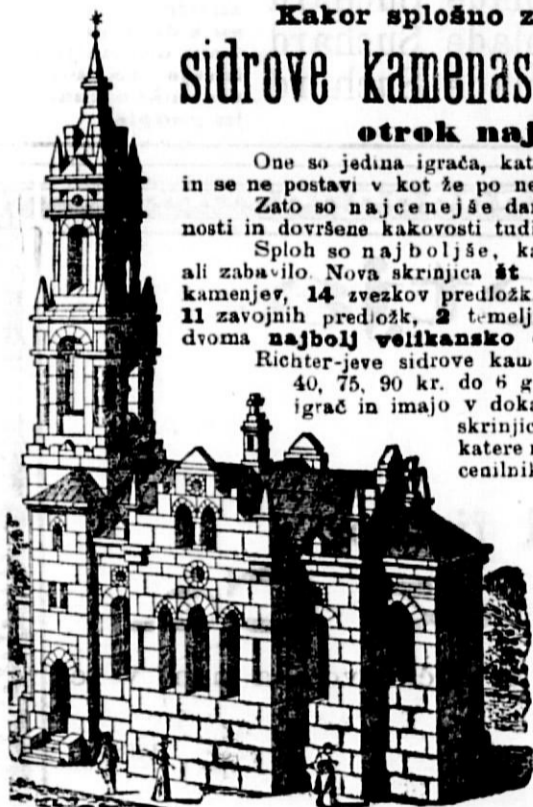 Kakor splošno z
sidrove kamenas
otrok naj
One so jedina igrača, kat
in se ne postavi v kot že po ne
Zato so najcenejše dar
nosti in dovršene kakovosti tudi
Sploh so najboljše, ka
ali zabavilo. Nova skrinjica št
kamenjev, 14 zvezkov predložk
11 zavojnih predložk, 2 temelj
dvoma najbolj velikansko
Richter-jeve sidrove kam
40, 75, 90 kr. do 6 g
igrač in imajo v doka
skrinjic
katere n
cenilnik